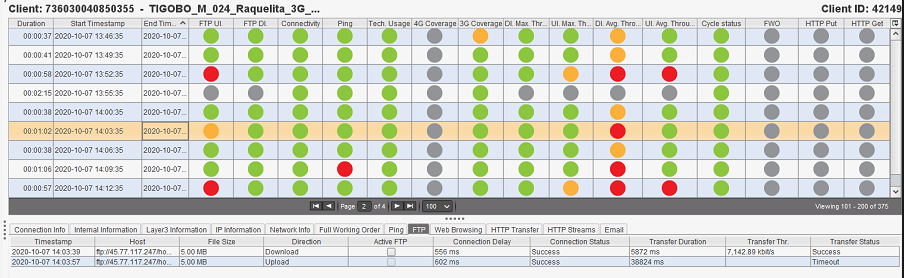 Client: 736030040850355 - TIGOBO_M_024_Raquelita_3G_... Client ID: 42149
Duration Start Timestamp End Time... FTP Ul. FTP Dl. Connectivity Ping Tech. Usage 4G Coverage 3G Coverage Dl. Max. Thr... Ul. Max. Th... Dl. Avg. Throu... Ul. Avg. Throu... Cycle status FWO HTTP Put HTTP Get
00:00:37 2020-10-07 13:46:35 2020-10-07...
00:00:41 2020-10-07 13:49:35 2020-10-07...
00:00:58 2020-10-07 13:52:35 2020-10-07...
00:02:15 2020-10-07 13:55:35 2020-10-07...
00:00:38 2020-10-07 14:00:35 2020-10-07...
00:01:02 2020-10-07 14:03:35 2020-10-07...
00:00:38 2020-10-07 14:06:35 2020-10-07...
00:01:06 2020-10-07 14:09:35 2020-10-07...
00:00:57 2020-10-07 14:12:35 2020-10-07...
Page 2 of 4 100 Viewing 101 - 200 of 375
Connection Info Internal Information Layer3 Information IP Information Network Info Full Working Order Ping FTP Web Browsing HTTP Transfer HTTP Streams Email
Timestamp Host File Size Direction Active FTP Connection Delay Connection Status Transfer Duration Transfer Thr. Transfer Status
2020-10-07 14:03:39 ftp://45.77.117.247/ho... 5.00 MB Download 556 ms Success 5872 ms 7,142.89 kbit/s Success
2020-10-07 14:03:57 ftp://45.77.117.247/ho... 5.00 MB Upload 602 ms Success 38824 ms Timeout